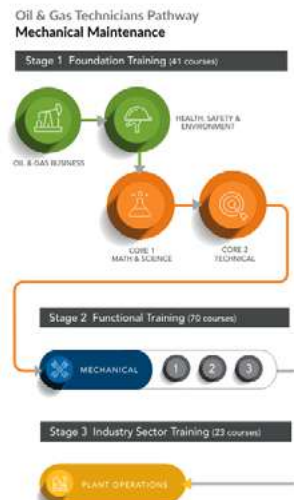 Oil & Gas Technicians Pathway
Mechanical Maintenance
Stage 1 Foundation Training (41 courses)
HEALTH, SAFETY &
ENVIRONMENT
OIL & GAS BUSINESS
CORE 1
MATH & SCIENCE
CORE 2
TECHNICAL
Stage 2 Functional Training (70 courses)
MECHANICAL 1 2 3
Stage 3 Industry Sector Training (23 courses)
PLANT OPERATIONS